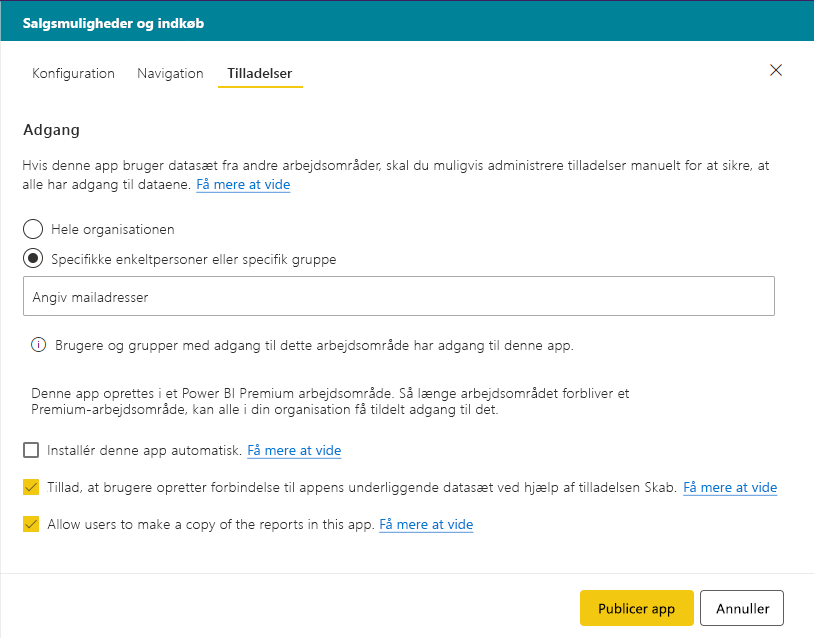 Salgsmuligheder og indkøb
Konfiguration Navigation Tilladelser
Adgang
Hvis denne app bruger datasæt fra andre arbejdsområder, skal du muligvis administrere tilladelser manuelt for at sikre, at
alle har adgang til dataene. Få mere at vide
Hele organisationen
Specifikke enkeltpersoner eller specifik gruppe
Angiv mailadresser
Brugere og grupper med adgang til dette arbejdsområde har adgang til denne app.
Denne app oprettes i et Power BI Premium arbejdsområde. Så længe arbejdsområdet forbliver et
Premium-arbejdsområde, kan alle i din organisation få tildelt adgang til det.
Installér denne app automatisk. Få mere at vide
Tillad, at brugere opretter forbindelse til appens underliggende datasæt ved hjælp af tilladelsen Skab. Få mere at vide
Allow users to make a copy of the reports in this app. Få mere at vide
Publicer app Annuller